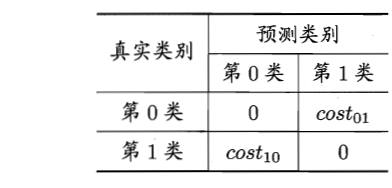 真实类别 预测类别
第 0 类 第 1 类
第 0 类 0 cost₀₁
第 1 类 cost₁₀ 0